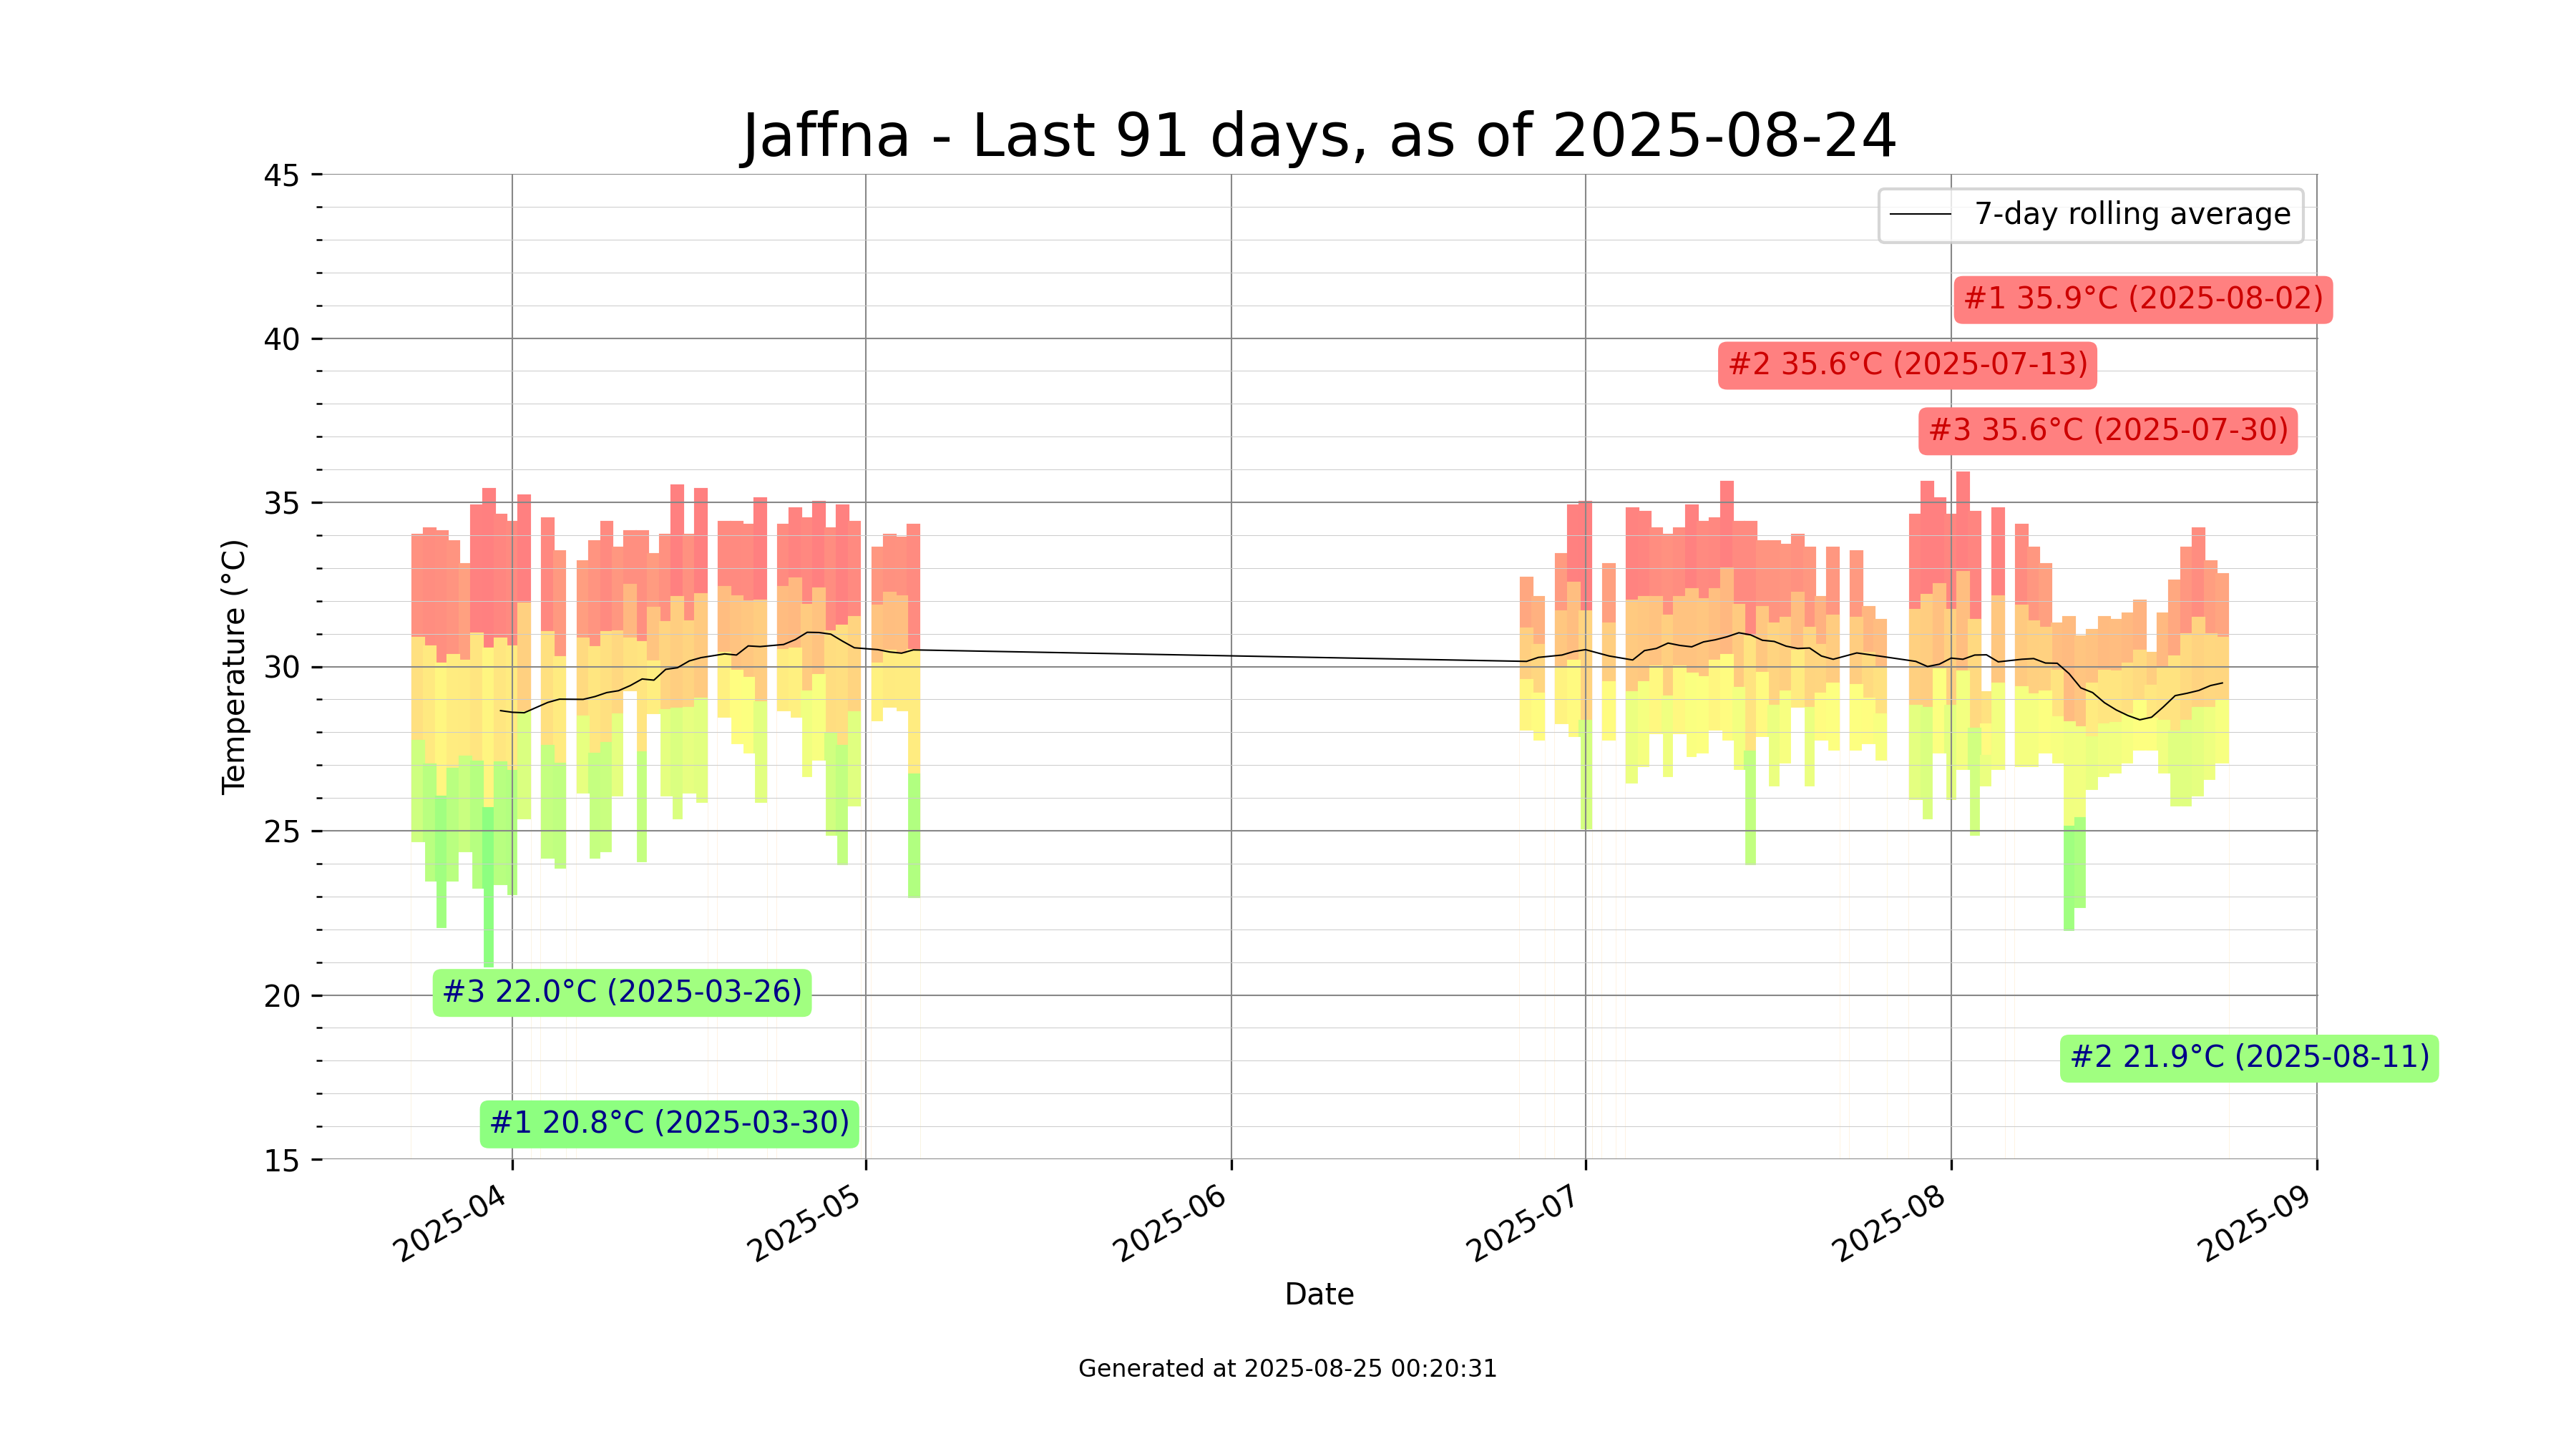 Jaffna - Last 91 days, as of 2025-08-24
45
40
35
30
25
20
15
Temperature (°C)
7-day rolling average
#1 35.9°C (2025-08-02)
#2 35.6°C (2025-07-13)
#3 35.6°C (2025-07-30)
#3 22.0°C (2025-03-26)
#2 21.9°C (2025-08-11)
#1 20.8°C (2025-03-30)
2025-04
2025-05
2025-06
2025-07
2025-08
2025-09
Date
Generated at 2025-08-25 00:20:31